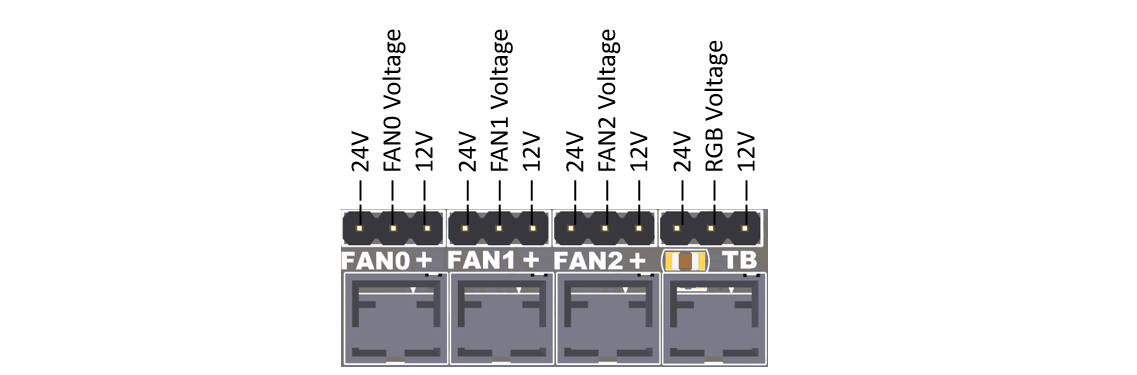 24V
FAN0 Voltage
12V
24V
FAN1 Voltage
12V
24V
FAN2 Voltage
12V
24V
RGB Voltage
12V
FAN0 +
FAN1 +
FAN2 +
TB